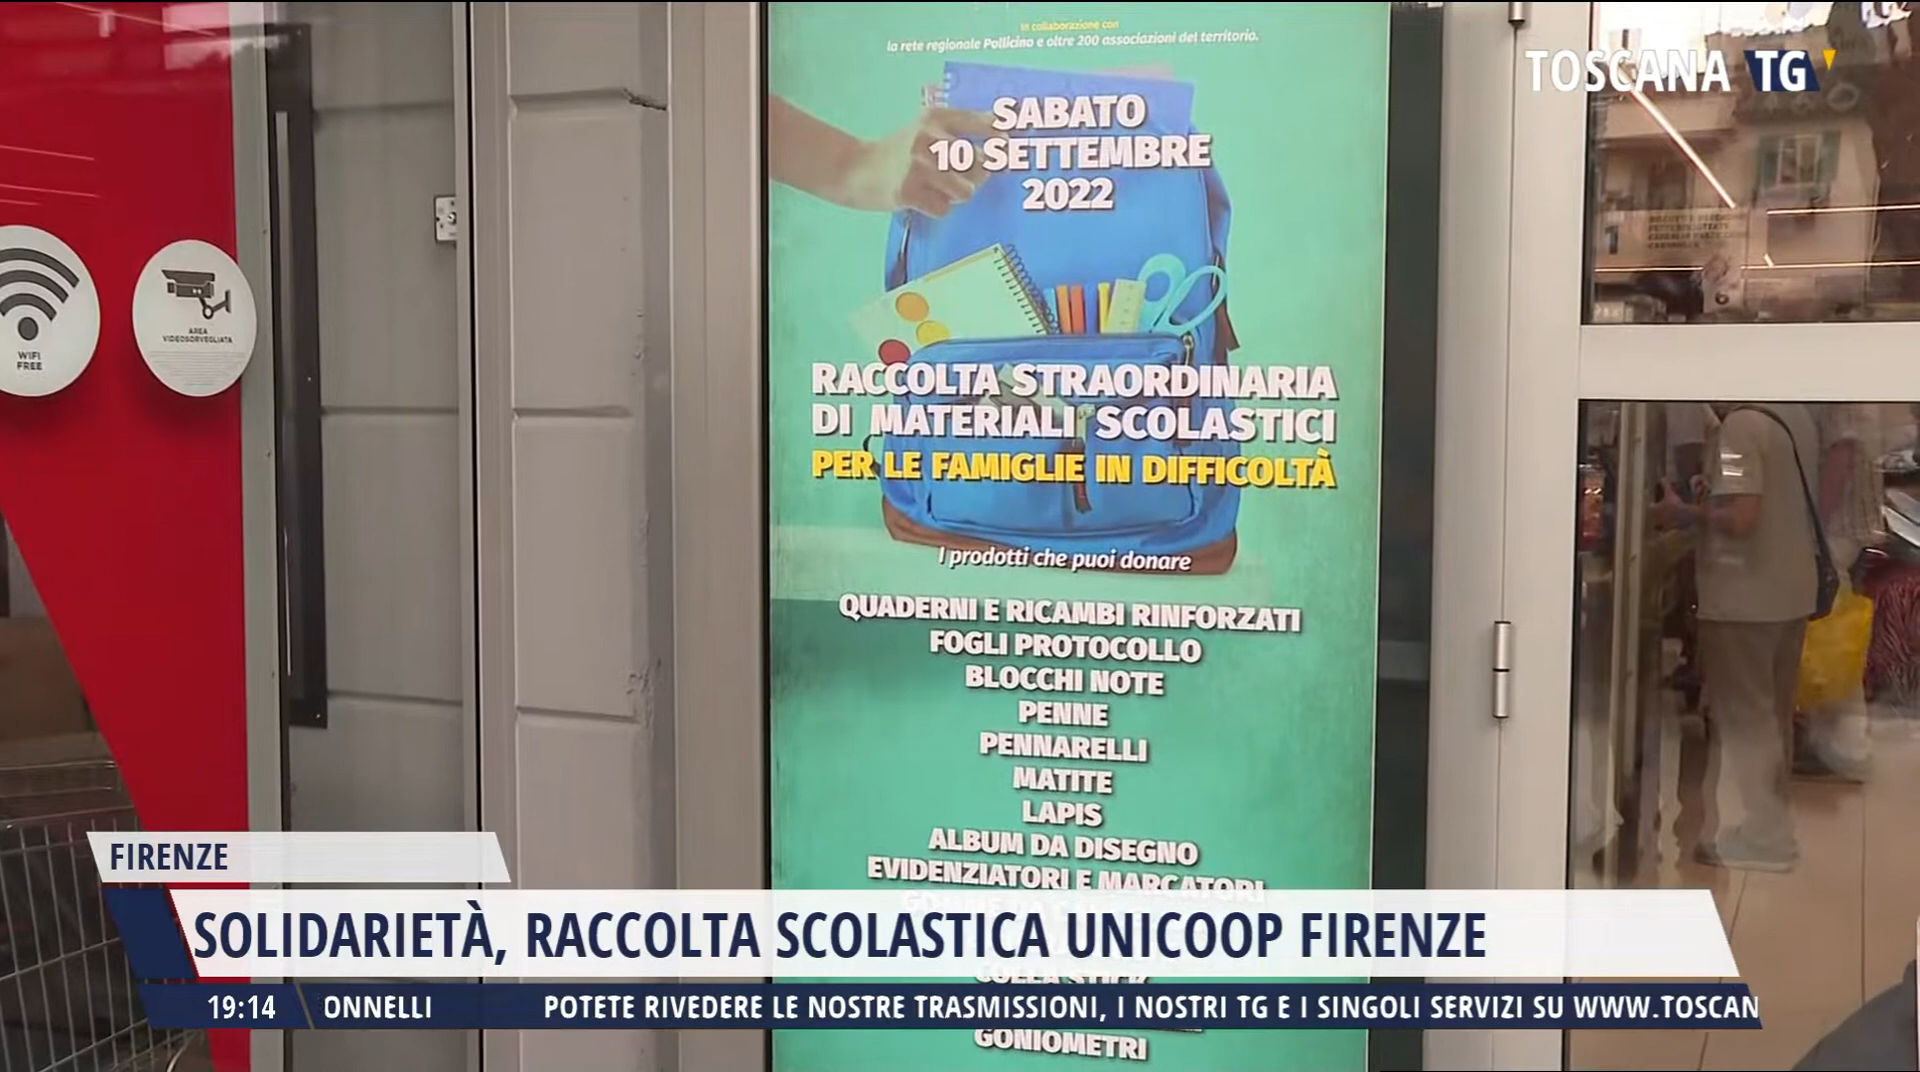 in collaborazione con
la rete regionale Pollicino e oltre 200 associazioni del territorio.
TOSCANA TG
SABATO
10 SETTEMBRE
2022
WIFI
FREE
AREA
VIDEOSORVEGLIATA
RACCOLTA STRAORDINARIA
DI MATERIALI SCOLASTICI
PER LE FAMIGLIE IN DIFFICOLTÀ
I prodotti che puoi donare
QUADERNI E RICAMBI RINFORZATI
FOGLI PROTOCOLLO
BLOCCHI NOTE
PENNE
PENNARELLI
MATITE
LAPIS
ALBUM DA DISEGNO
EVIDENZIATORI E MARCATORI
FIRENZE
SOLIDARIETÀ, RACCOLTA SCOLASTICA UNICOOP FIRENZE
COLLA STICK
19:14 ONNELLI POTETE RIVEDERE LE NOSTRE TRASMISSIONI, I NOSTRI TG E I SINGOLI SERVIZI SU WWW.TOSCAN
GONIOMETRI